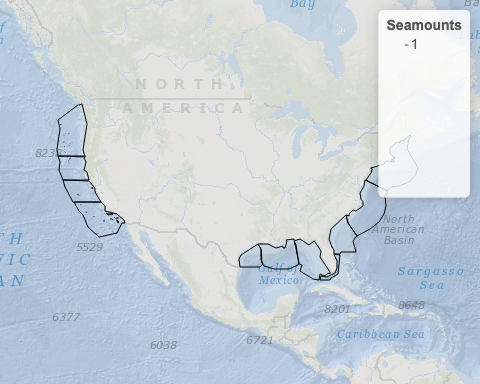 Bay
Seamounts
- 1
NORTH
AMERICA
8238
North
American
Basin
T H
5529
I F I C
A N
Gulf of
Mexico
Sargasso
Sea
6377
8201
8648
Caribbean Sea
6038
6721